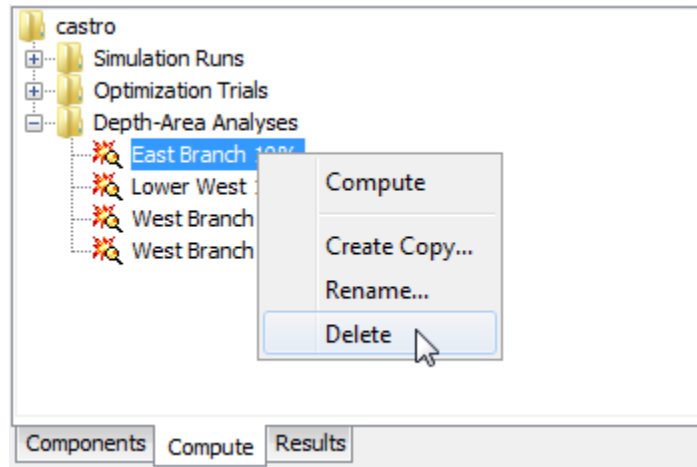 castro
Simulation Runs
Optimization Trials
Depth-Area Analyses
East Branch 10%
Lower West
West Branch
West Branch
Compute
Create Copy...
Rename...
Delete
Components Compute Results